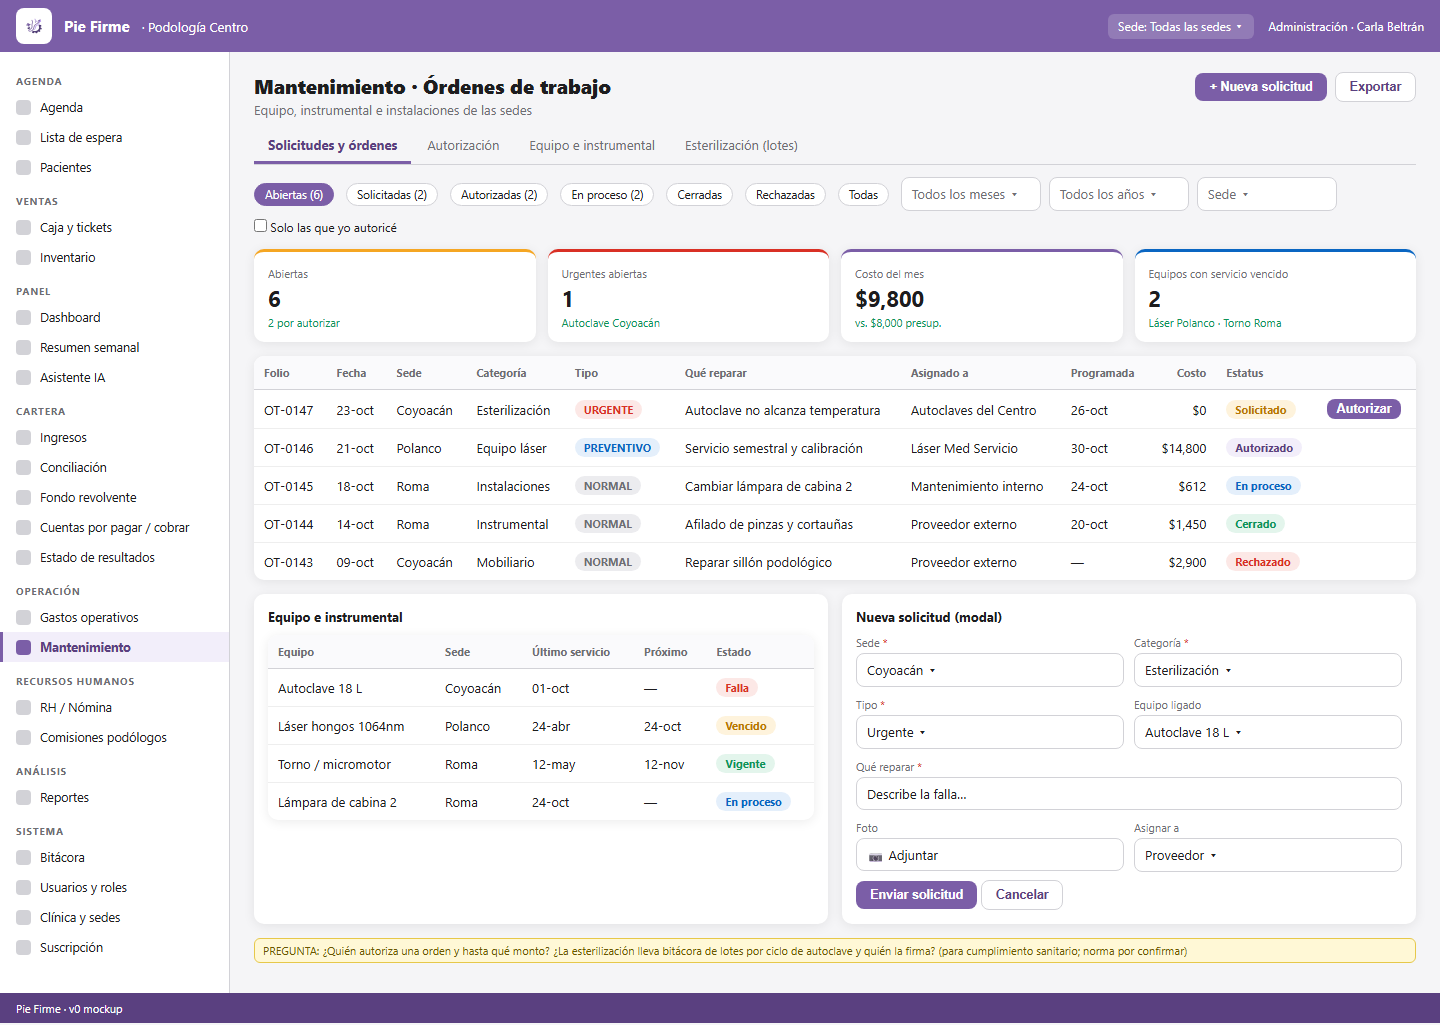 Pie Firme · Podología Centro
Sede: Todas las sedes
Administración · Carla Beltrán
AGENDA
Agenda
Lista de espera
Pacientes
VENTAS
Caja y tickets
Inventario
PANEL
Dashboard
Resumen semanal
Asistente IA
CARTERA
Ingresos
Conciliación
Fondo revolvente
Cuentas por pagar / cobrar
Estado de resultados
OPERACIÓN
Gastos operativos
Mantenimiento
RECURSOS HUMANOS
RH / Nómina
Comisiones podólogos
ANÁLISIS
Reportes
SISTEMA
Bitácora
Usuarios y roles
Clínica y sedes
Suscripción
Mantenimiento · Órdenes de trabajo
Equipo, instrumental e instalaciones de las sedes
+ Nueva solicitud Exportar
Solicitudes y órdenes Autorización Equipo e instrumental Esterilización (lotes)
Abiertas (6) Solicitadas (2) Autorizadas (2) En proceso (2) Cerradas Rechazadas Todas Todos los meses Todos los años Sede
Solo las que yo autoricé
Abiertas
6
2 por autorizar
Urgentes abiertas
1
Autoclave Coyoacán
Costo del mes
$9,800
vs. $8,000 presup.
Equipos con servicio vencido
2
Láser Polanco · Torno Roma
Folio Fecha Sede Categoría Tipo Qué reparar Asignado a Programada Costo Estatus
OT-0147 23-oct Coyoacán Esterilización URGENTE Autoclave no alcanza temperatura Autoclaves del Centro 26-oct $0 Solicitado Autorizar
OT-0146 21-oct Polanco Equipo láser PREVENTIVO Servicio semestral y calibración Láser Med Servicio 30-oct $14,800 Autorizado
OT-0145 18-oct Roma Instalaciones NORMAL Cambiar lámpara de cabina 2 Mantenimiento interno 24-oct $612 En proceso
OT-0144 14-oct Roma Instrumental NORMAL Afilado de pinzas y cortauñas Proveedor externo 20-oct $1,450 Cerrado
OT-0143 09-oct Coyoacán Mobiliario NORMAL Reparar sillón podológico Proveedor externo — $2,900 Rechazado
Equipo e instrumental
Equipo Sede Último servicio Próximo Estado
Autoclave 18 L Coyoacán 01-oct — Falla
Láser hongos 1064nm Polanco 24-abr 24-oct Vencido
Torno / micromotor Roma 12-may 12-nov Vigente
Lámpara de cabina 2 Roma 24-oct — En proceso
Nueva solicitud (modal)
Sede * Categoría *
Coyoacán Esterilización
Tipo * Equipo ligado
Urgente Autoclave 18 L
Qué reparar *
Describe la falla...
Foto Asignar a
Adjuntar Proveedor
Enviar solicitud Cancelar
PREGUNTA: ¿Quién autoriza una orden y hasta qué monto? ¿La esterilización lleva bitácora de lotes por ciclo de autoclave y quién la firma? (para cumplimiento sanitario; norma por confirmar)
Pie Firme · v0 mockup